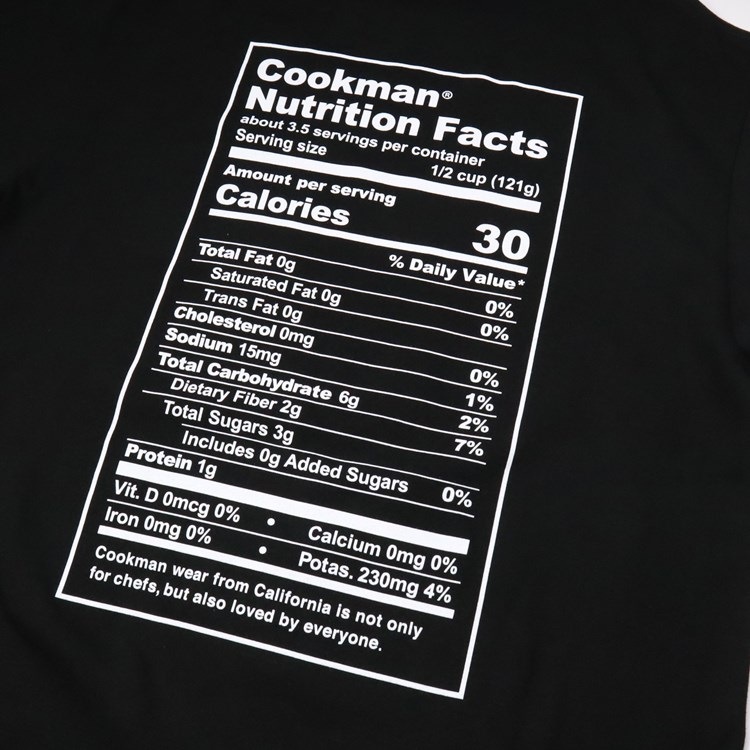 Cookman®
Nutrition Facts
about 3.5 servings per container
Serving size 1/2 cup (121g)
Amount per serving
Calories 30
% Daily Value*
Total Fat 0g 0%
Saturated Fat 0g 0%
Trans Fat 0g
Cholesterol 0mg 0%
Sodium 15mg 1%
Total Carbohydrate 6g 2%
Dietary Fiber 2g 7%
Total Sugars 3g
Includes 0g Added Sugars 0%
Protein 1g
Vit. D 0mcg 0% • Calcium 0mg 0%
Iron 0mg 0% • Potas. 230mg 4%
Cookman wear from California is not only
for chefs, but also loved by everyone.